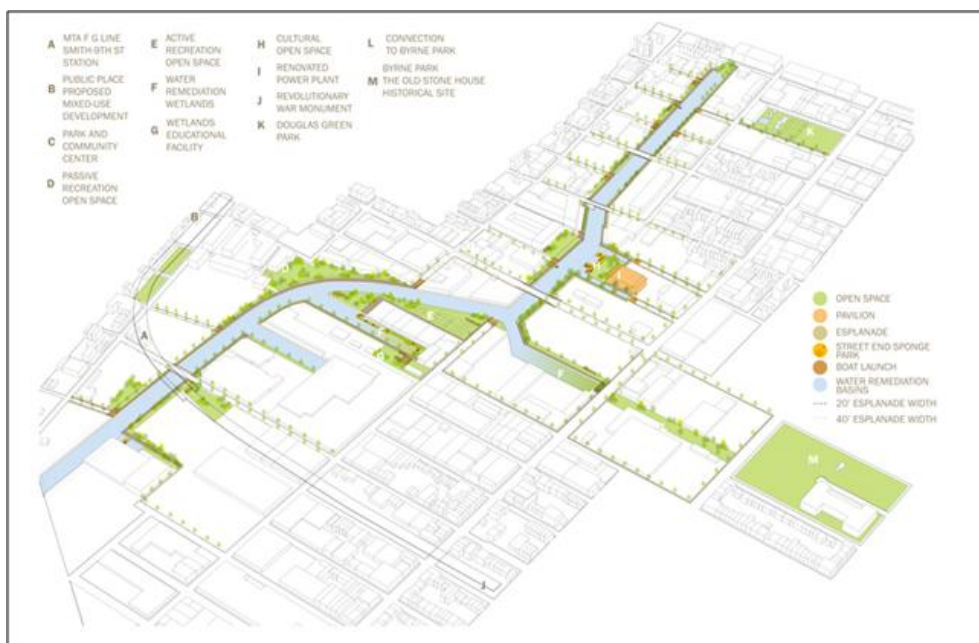 A MTA F G LINE
SMITH-9TH ST
STATION
B PUBLIC PLACE
PROPOSED
MIXED-USE
DEVELOPMENT
C PARK AND
COMMUNITY
CENTER
D PASSIVE
RECREATION
OPEN SPACE
E ACTIVE
RECREATION
OPEN SPACE
F WATER
REMEDIATION
WETLANDS
G WETLANDS
EDUCATIONAL
FACILITY
H CULTURAL
OPEN SPACE
I RENOVATED
POWER PLANT
J REVOLUTIONARY
WAR MONUMENT
K DOUGLAS GREEN
PARK
L CONNECTION
TO BYRNE PARK
BYRNE PARK
M THE OLD STONE HOUSE
HISTORICAL SITE
K
B
D
H
I
A
E
F
M
J
OPEN SPACE
PAVILION
ESPLANADE
STREET END SPONGE
PARK
BOAT LAUNCH
WATER REMEDIATION
BASINS
20' ESPLANADE WIDTH
40' ESPLANADE WIDTH